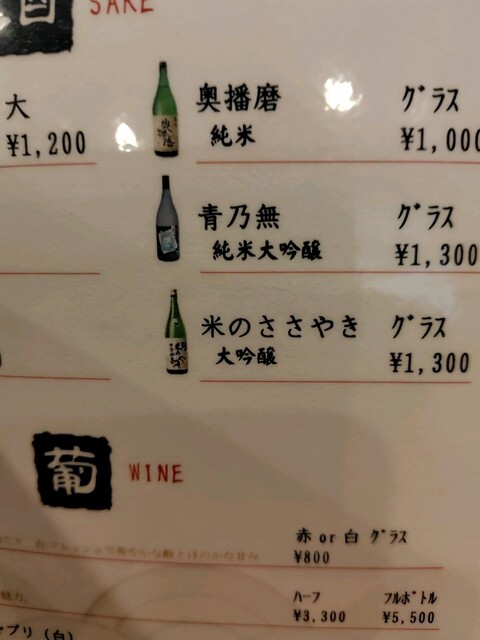 SAKE
大
¥1,200
奥播磨 グラス
純米 ¥1,000
青乃無 グラス
純米大吟醸 ¥1,300
米のささやき グラス
大吟醸 ¥1,300
葡 WINE
赤 or 白 グラス
¥800
ハーフ フルボトル
¥3,300 ¥5,500
プリ (白)